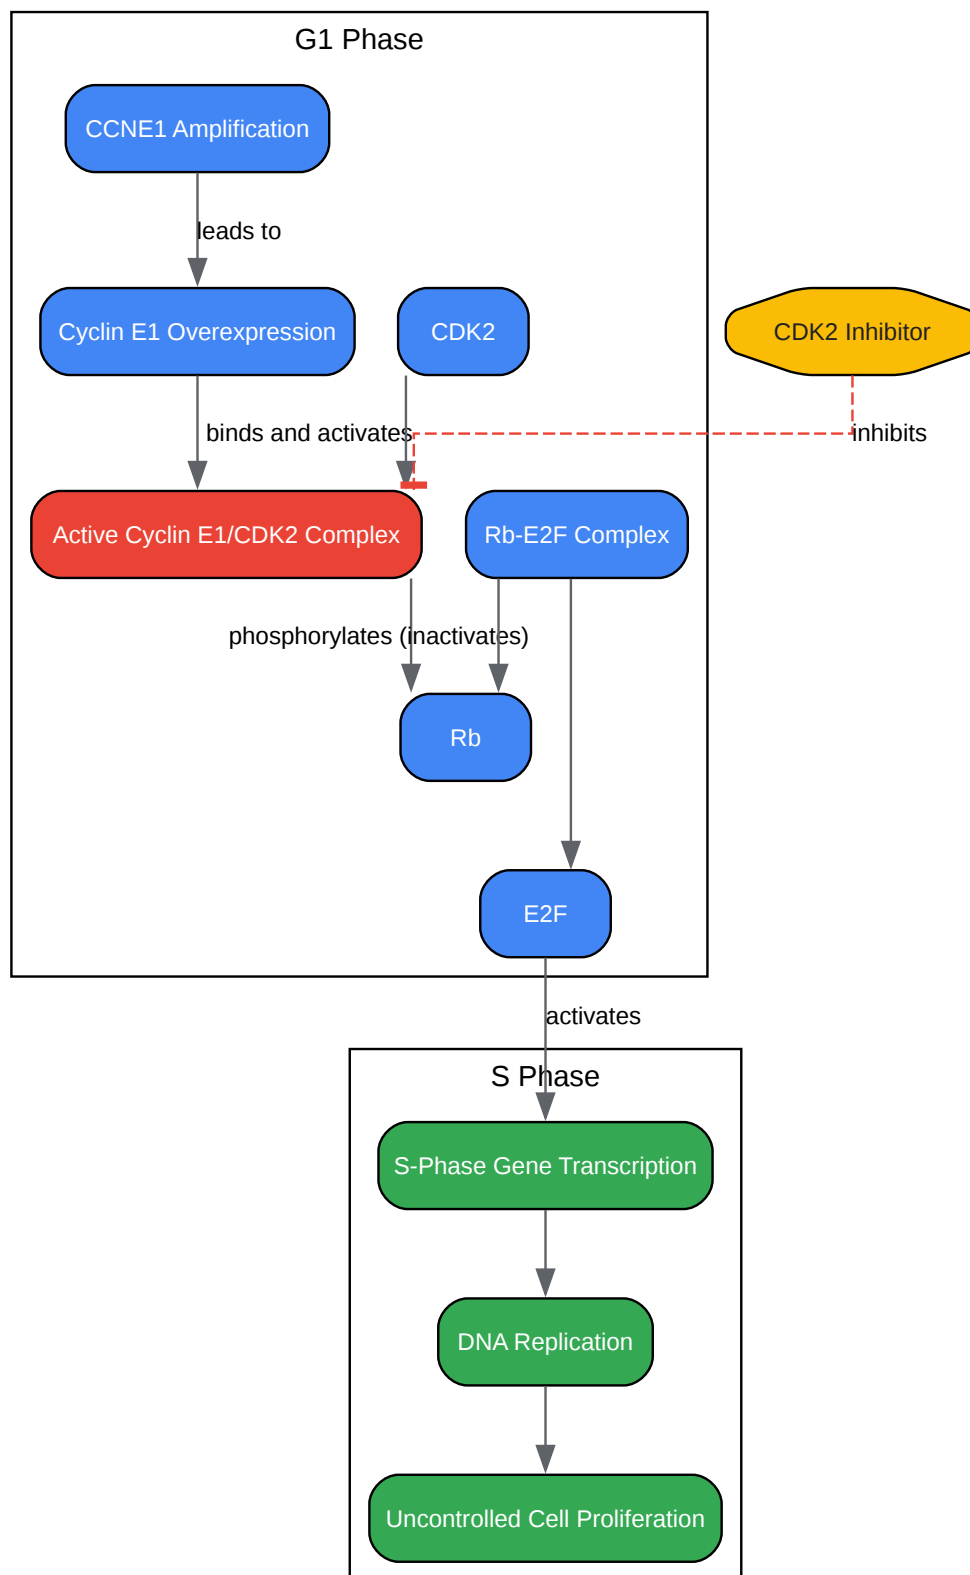 G1 Phase
CCNE1 Amplification
leads to
Cyclin E1 Overexpression
CDK2
CDK2 Inhibitor
binds and activates
inhibits
Active Cyclin E1/CDK2 Complex
Rb-E2F Complex
phosphorylates (inactivates)
Rb
E2F
activates
S Phase
S-Phase Gene Transcription
DNA Replication
Uncontrolled Cell Proliferation